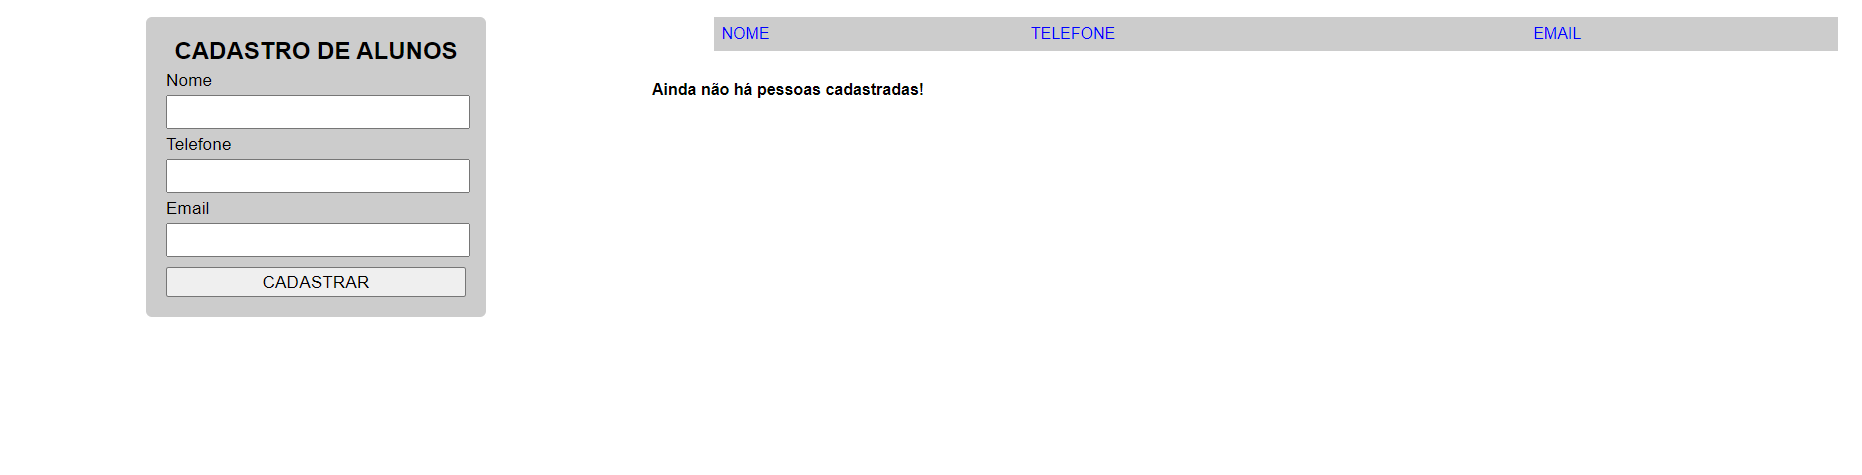 CADASTRO DE ALUNOS
Nome
Telefone
Email
CADASTRAR
NOME TELEFONE EMAIL
Ainda não há pessoas cadastradas!